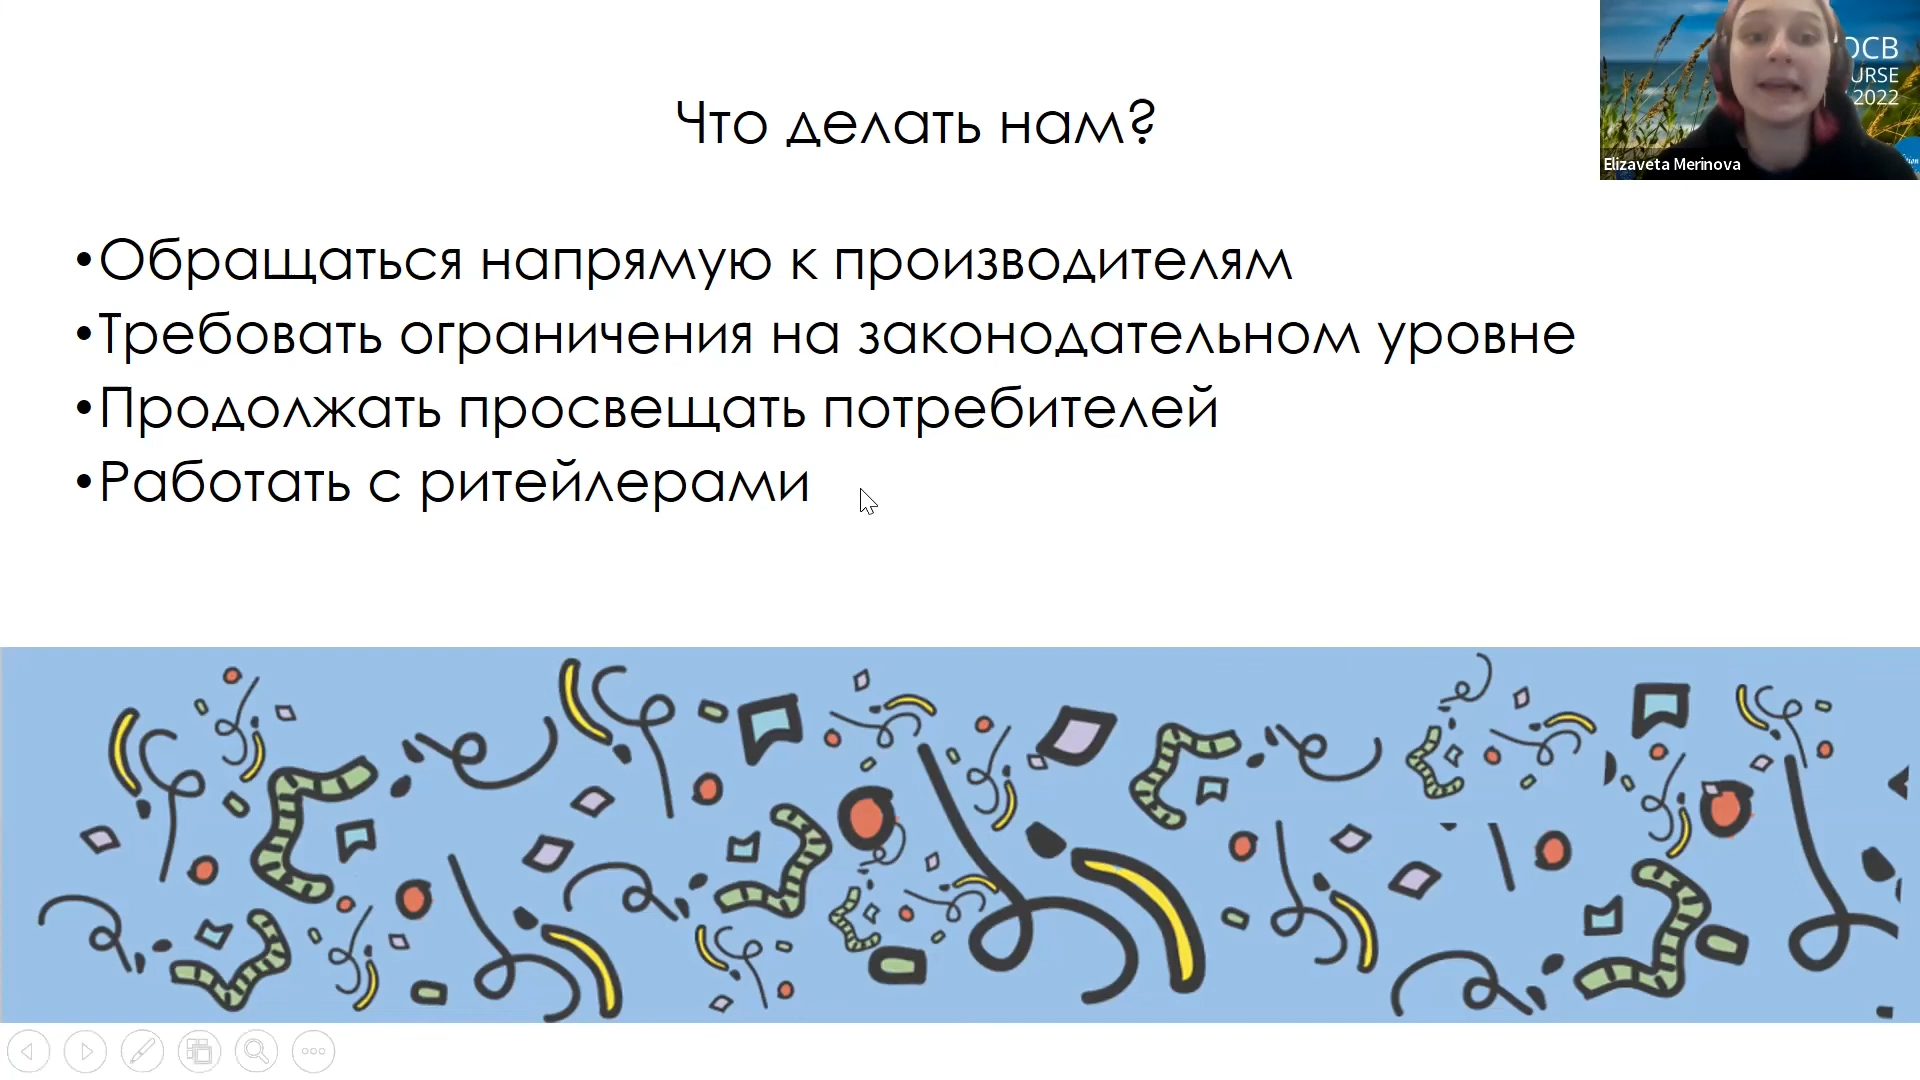 Что делать нам?
•Обращаться напрямую к производителям
•Требовать ограничения на законодательном уровне
•Продолжать просвещать потребителей
•Работать с ритейлерами
OCB
URSE
2022
Elizaveta Merinova